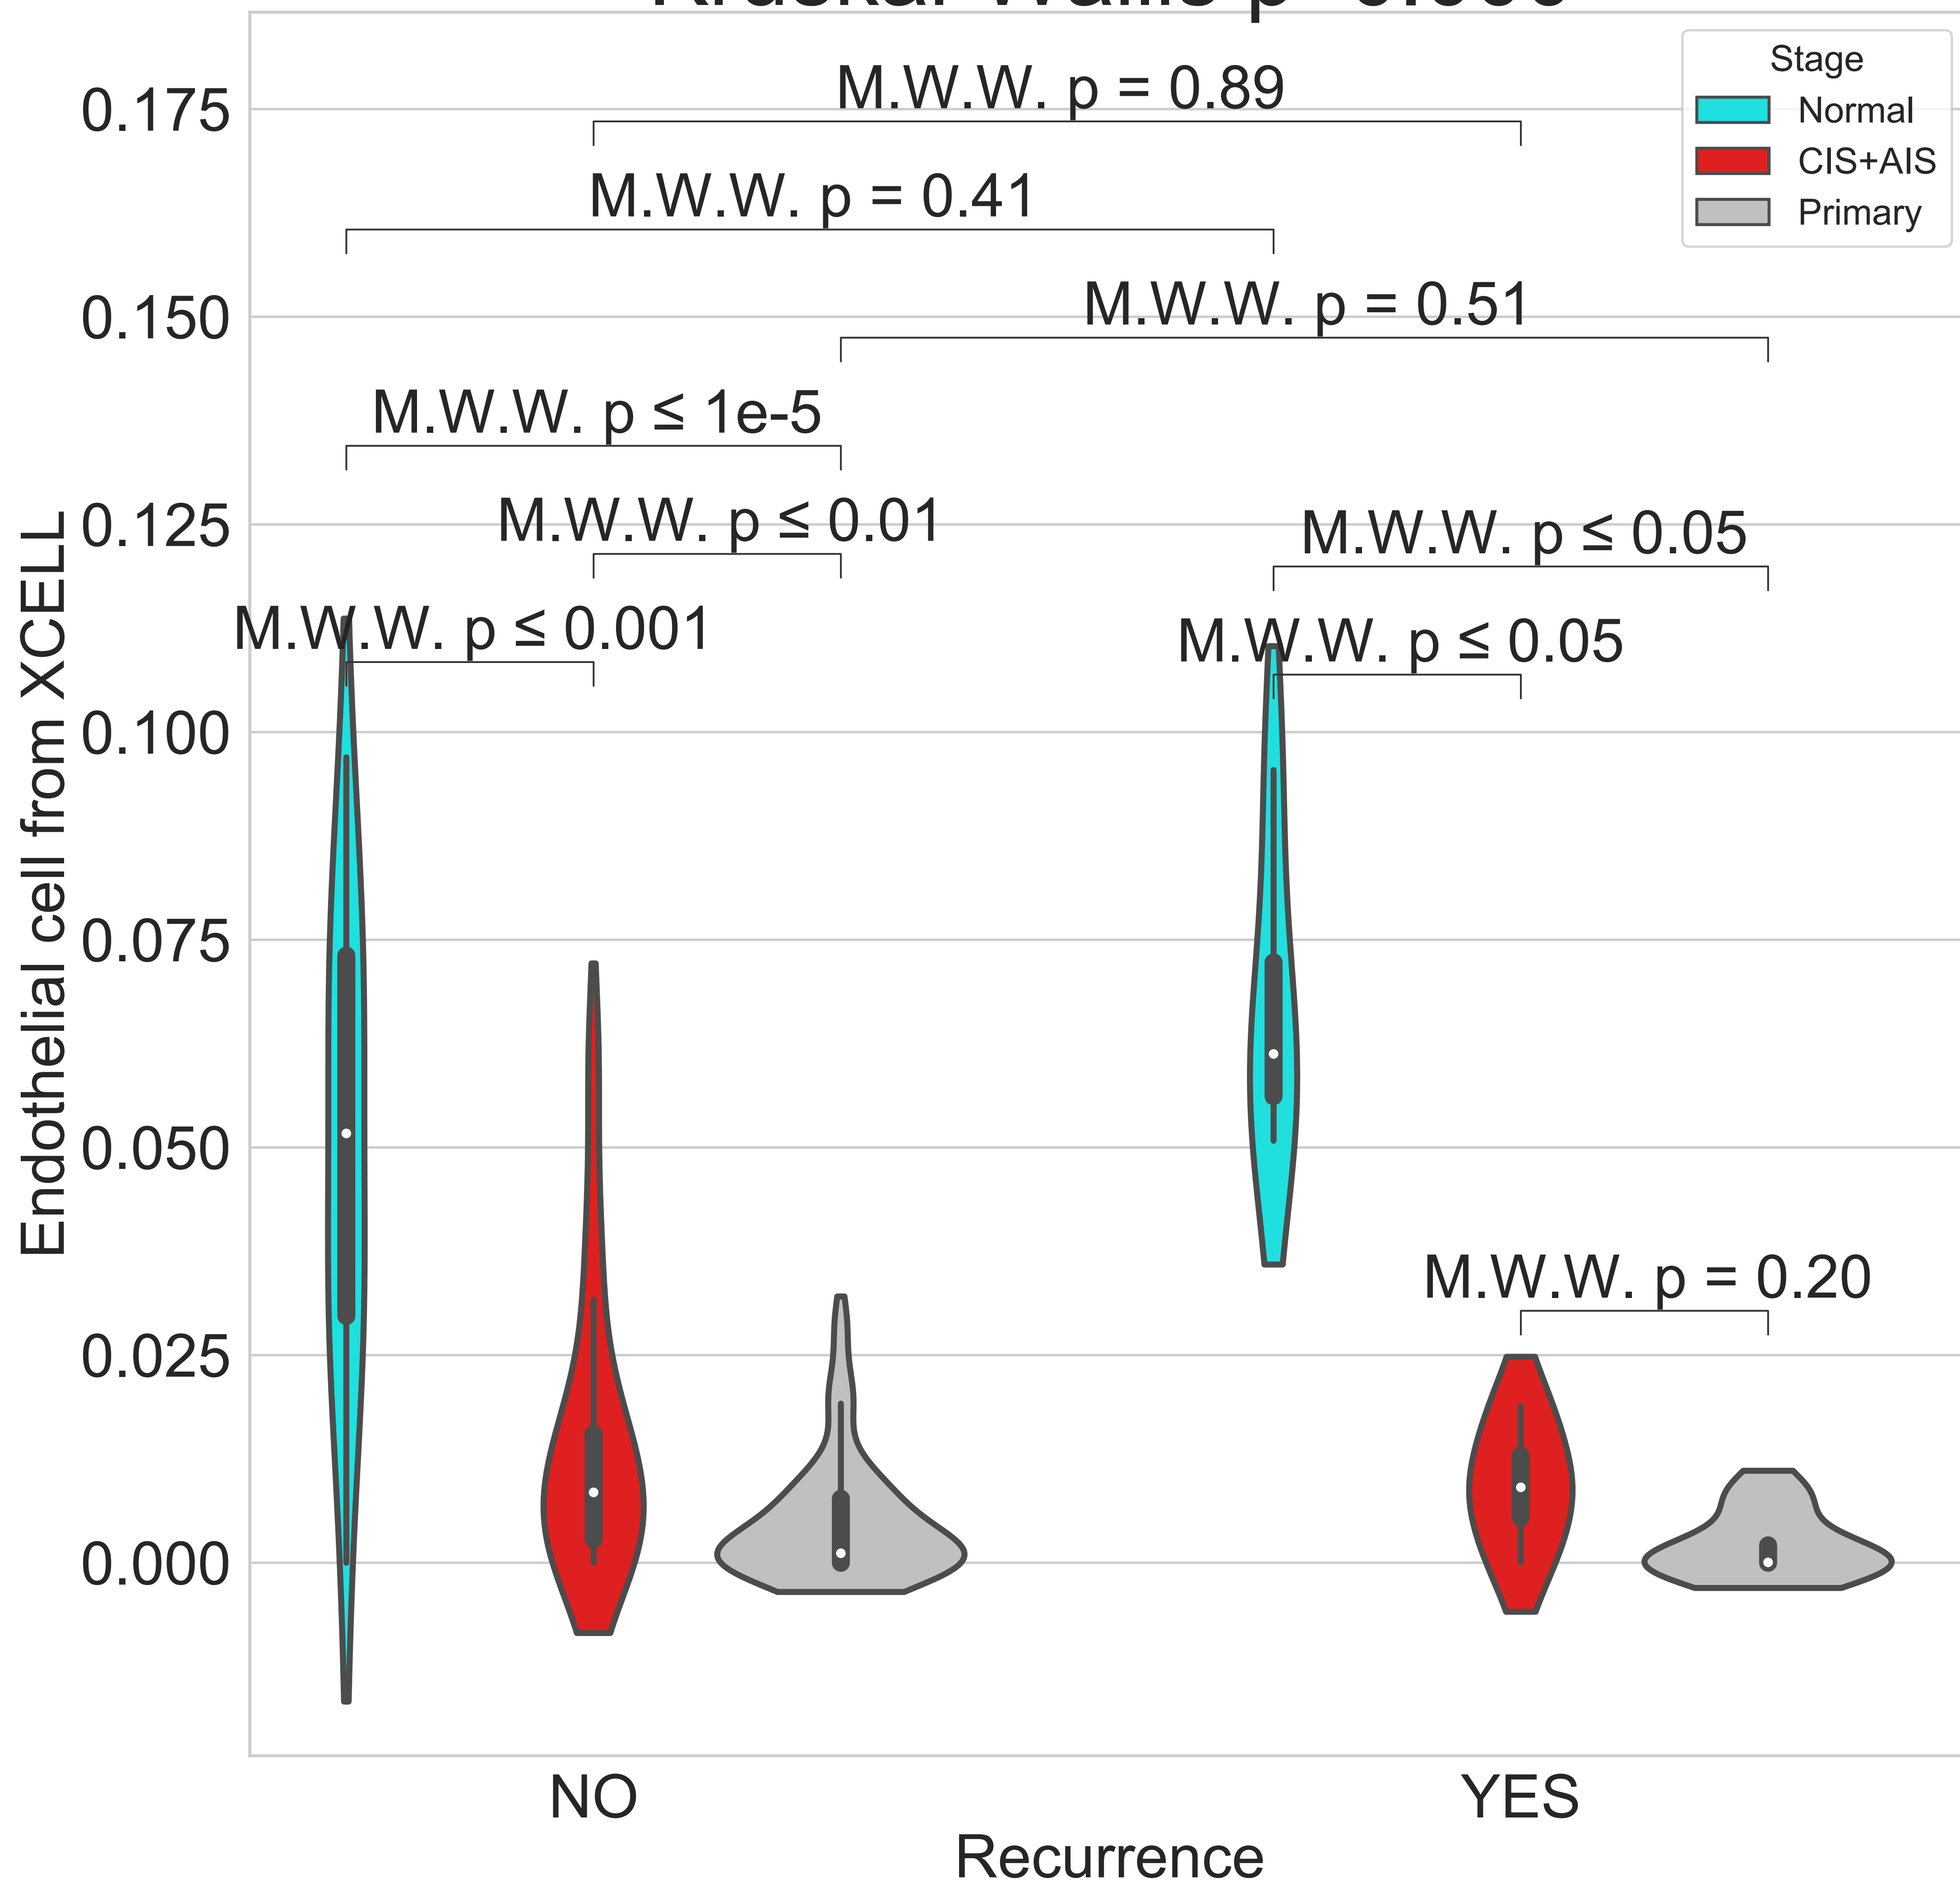 Stage
Normal
CIS+AIS
Primary
M.W.W. p = 0.89
M.W.W. p = 0.41
M.W.W. p = 0.51
M.W.W. p ≤ 1e-5
M.W.W. p ≤ 0.01
M.W.W. p ≤ 0.05
M.W.W. p ≤ 0.001
M.W.W. p ≤ 0.05
M.W.W. p = 0.20
0.175
0.150
0.125
0.100
0.075
0.050
0.025
0.000
Endothelial cell from XCELL
NO
YES
Recurrence